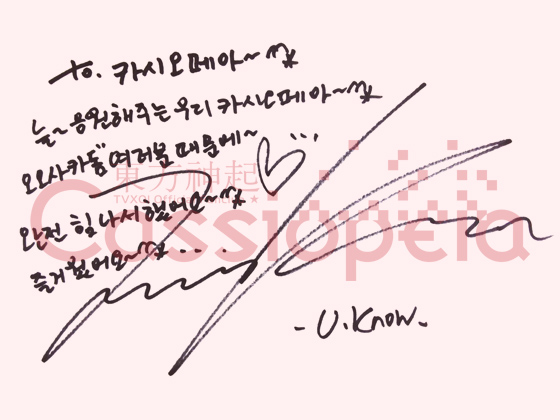 to. 카시오페아~
늘~응원해주는 우리 카시오페아~
오오사카돔 여러분 때문에~ ...
완전 힘 나서 했어요~
즐거웠어요~ ...
- U.Know -
東方神起
Cassiopeia